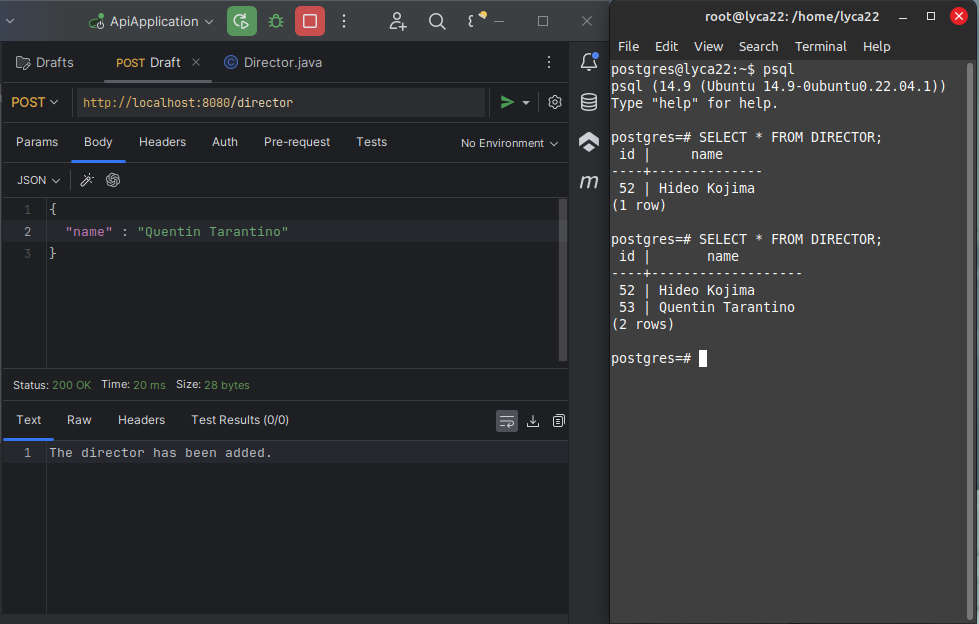 ApiApplication
Drafts
POST Draft
Director.java
POST
http://localhost:8080/director
Params Body Headers Auth Pre-request Tests No Environment
JSON
1 {
2 "name" : "Quentin Tarantino"
3 }
Status: 200 OK Time: 20 ms Size: 28 bytes
Text Raw Headers Test Results (0/0)
1 The director has been added.
m
root@lyca22: /home/lyca22
File Edit View Search Terminal Help
postgres@lyca22:~$ psql
psql (14.9 (Ubuntu 14.9-0ubuntu0.22.04.1))
Type "help" for help.
postgres=# SELECT * FROM DIRECTOR;
 id |     name
----+--------------
 52 | Hideo Kojima
(1 row)
postgres=# SELECT * FROM DIRECTOR;
 id |       name
----+-------------------
 52 | Hideo Kojima
 53 | Quentin Tarantino
(2 rows)
postgres=#